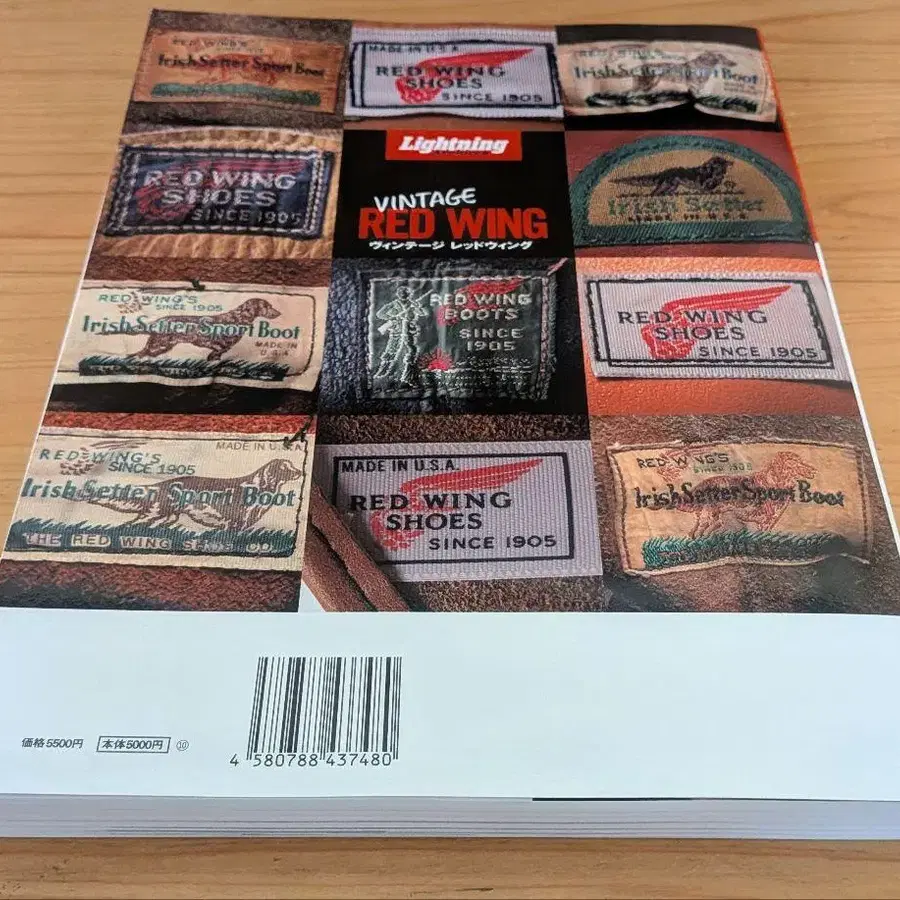 RED WING'S
Irish Setter Sport Boot
MADE IN U.S.A.
RED WING
SHOES
SINCE 1905
RED WING'S
Irish Setter Sport Boot
RED WING
SHOES
SINCE 1905
Lightning
VINTAGE
RED WING
ヴィンテージ レッドウィング
Irish Setter
RED WING'S
SINCE 1905
Irish Setter Sport Boot
MADE IN
U.S.A.
RED WING
BOOTS
SINCE
1905
RED WING
SHOES
SINCE 1905
MADE IN U.S.A.
RED WING'S
SINCE 1905
Irish Setter Sport Boot
THE RED WING SHOE CO.
MADE IN U.S.A.
RED WING
SHOES
SINCE 1905
RED WING'S
SINCE 1905
Irish Setter Sport Boot
価格5500円 本体5000円 ⑩
4 580788 437480